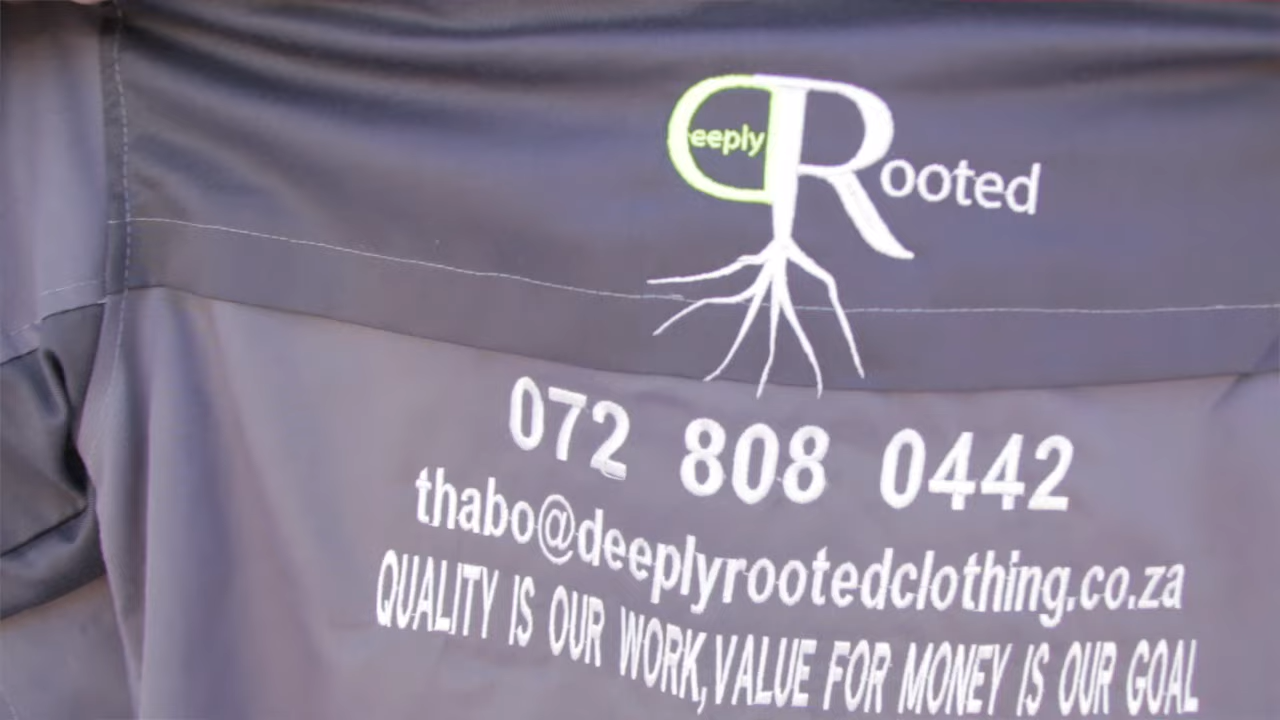 Deeply Rooted
072 808 0442
thabo@deeplyrootedclothing.co.za
QUALITY IS OUR WORK,VALUE FOR MONEY IS OUR GOAL